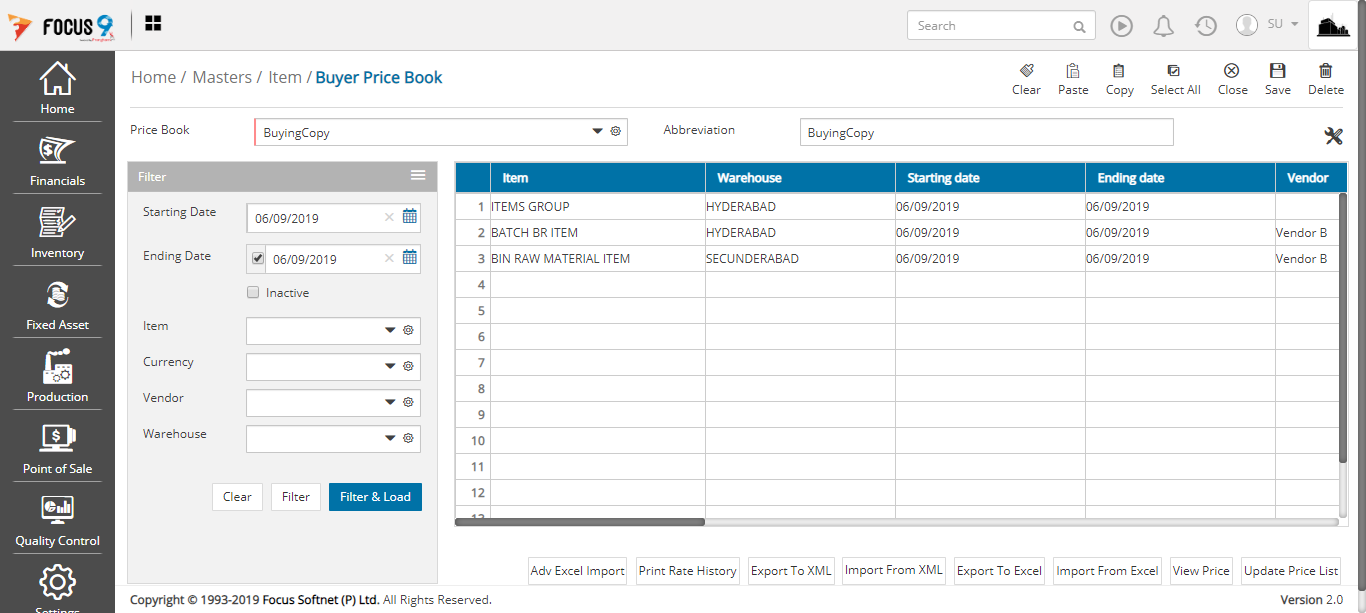 FOCUS 9
Search
SU
Home / Masters / Item / Buyer Price Book
Clear Paste Copy Select All Close Save Delete
Home
Financials
Inventory
Fixed Asset
Production
Point of Sale
Quality Control
Settings
Price Book BuyingCopy Abbreviation BuyingCopy
Filter
Starting Date 06/09/2019
Ending Date 06/09/2019
Inactive
Item
Currency
Vendor
Warehouse
Clear Filter Filter & Load
Item Warehouse Starting date Ending date Vendor
1 ITEMS GROUP HYDERABAD 06/09/2019 06/09/2019
2 BATCH BR ITEM HYDERABAD 06/09/2019 06/09/2019 Vendor B
3 BIN RAW MATERIAL ITEM SECUNDERABAD 06/09/2019 06/09/2019 Vendor B
4
5
6
7
8
9
10
11
12
13
Adv Excel Import Print Rate History Export To XML Import From XML Export To Excel Import From Excel View Price Update Price List
Copyright © 1993-2019 Focus Softnet (P) Ltd. All Rights Reserved. Version 2.0